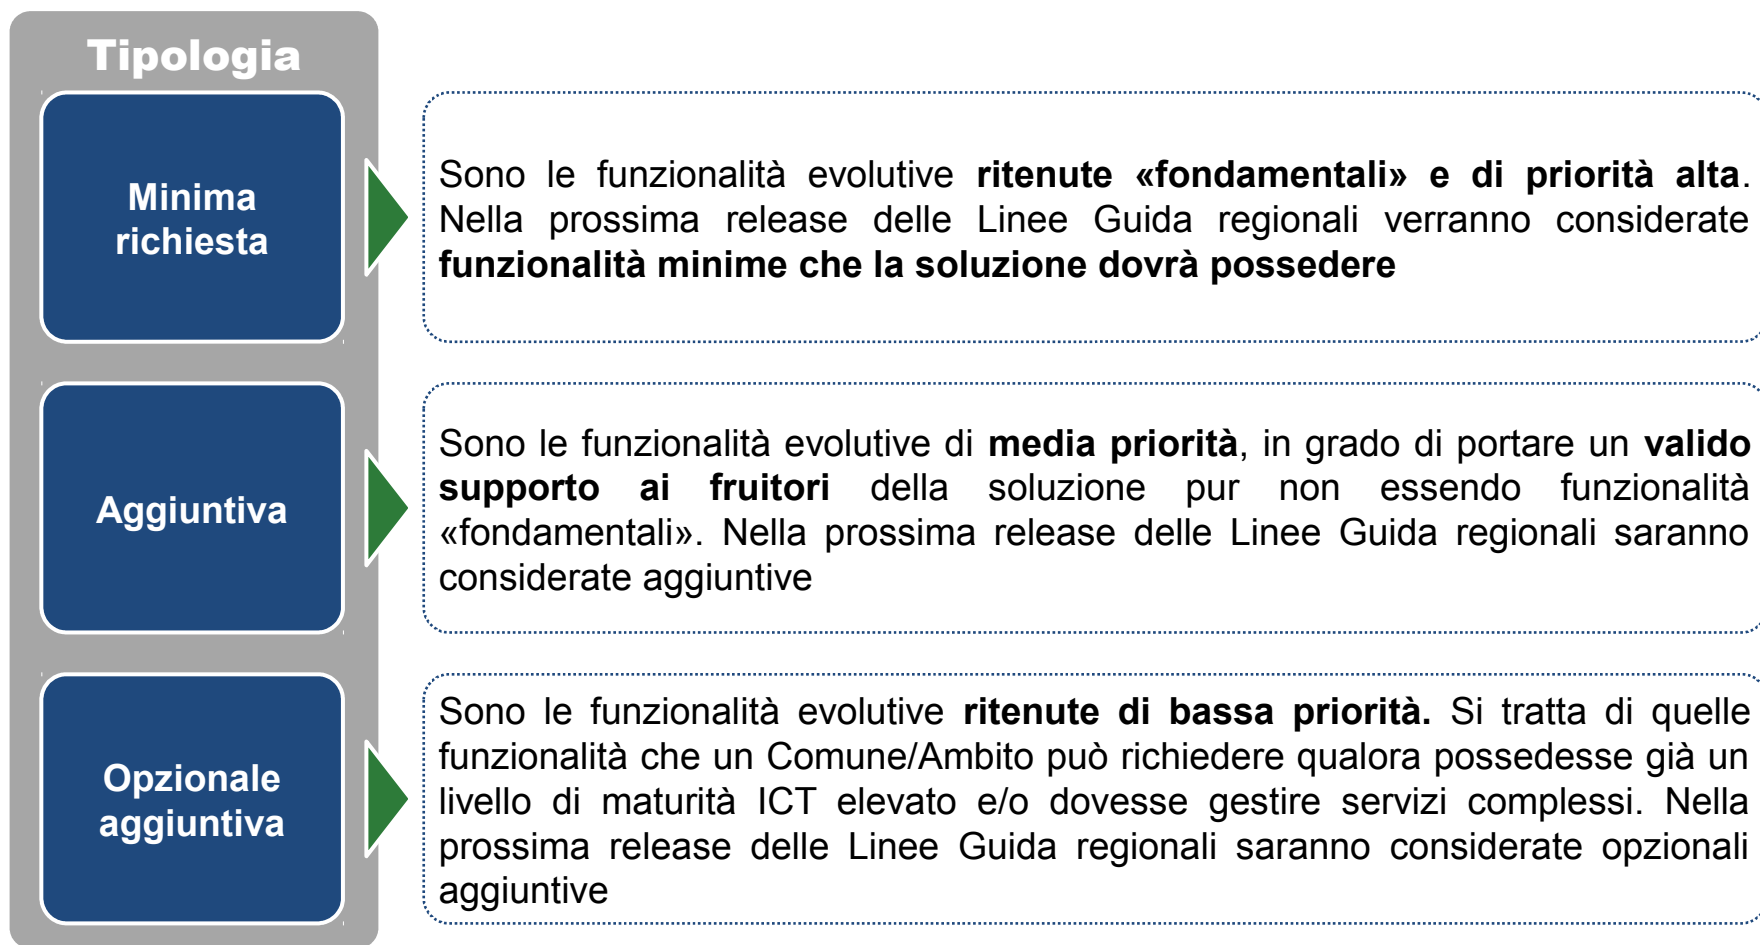 Tipologia
Minima
richiesta
Sono le funzionalità evolutive ritenute «fondamentali» e di priorità alta.
Nella prossima release delle Linee Guida regionali verranno considerate
funzionalità minime che la soluzione dovrà possedere
Aggiuntiva
Sono le funzionalità evolutive di media priorità, in grado di portare un valido
supporto ai fruitori della soluzione pur non essendo funzionalità
«fondamentali». Nella prossima release delle Linee Guida regionali saranno
considerate aggiuntive
Opzionale
aggiuntiva
Sono le funzionalità evolutive ritenute di bassa priorità. Si tratta di quelle
funzionalità che un Comune/Ambito può richiedere qualora possedesse già un
livello di maturità ICT elevato e/o dovesse gestire servizi complessi. Nella
prossima release delle Linee Guida regionali saranno considerate opzionali
aggiuntive